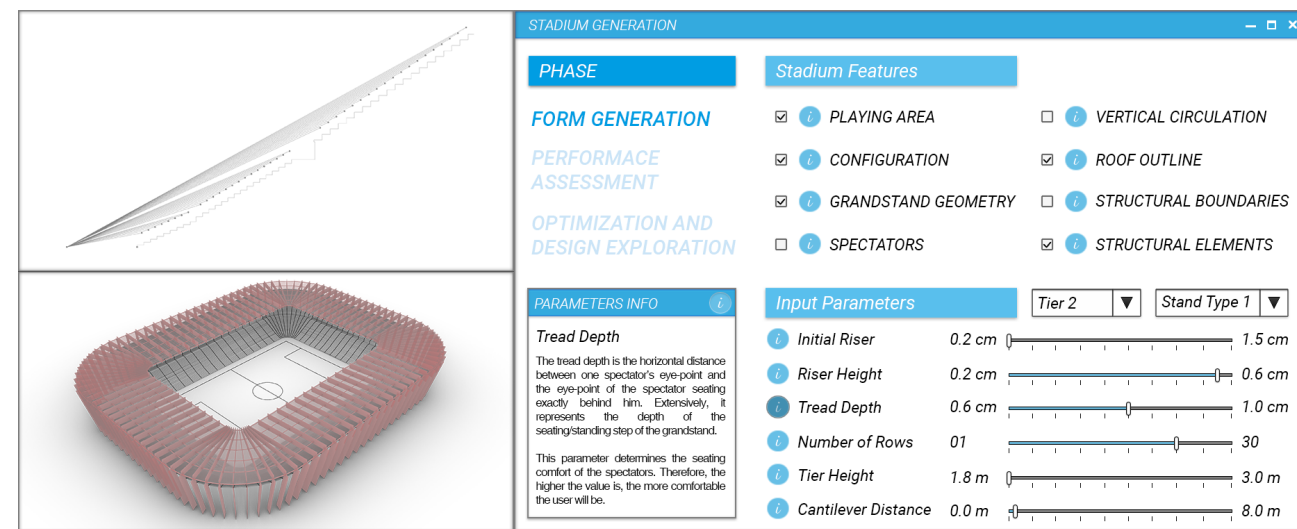 STADIUM GENERATION
PHASE
FORM GENERATION
PERFORMACE
ASSESSMENT
OPTIMIZATION AND
DESIGN EXPLORATION
Stadium Features
i PLAYING AREA
i VERTICAL CIRCULATION
i CONFIGURATION
i ROOF OUTLINE
i GRANDSTAND GEOMETRY
i STRUCTURAL BOUNDARIES
i SPECTATORS
i STRUCTURAL ELEMENTS
PARAMETERS INFO i
Tread Depth
The tread depth is the horizontal distance
between one spectator's eye-point and
the eye-point of the spectator seating
exactly behind him. Extensively, it
represents the depth of the
seating/standing step of the grandstand.
This parameter determines the seating
comfort of the spectators. Therefore, the
higher the value is, the more comfortable
the user will be.
Input Parameters
Tier 2
Stand Type 1
i Initial Riser 0.2 cm 1.5 cm
i Riser Height 0.2 cm 0.6 cm
i Tread Depth 0.6 cm 1.0 cm
i Number of Rows 01 30
i Tier Height 1.8 m 3.0 m
i Cantilever Distance 0.0 m 8.0 m